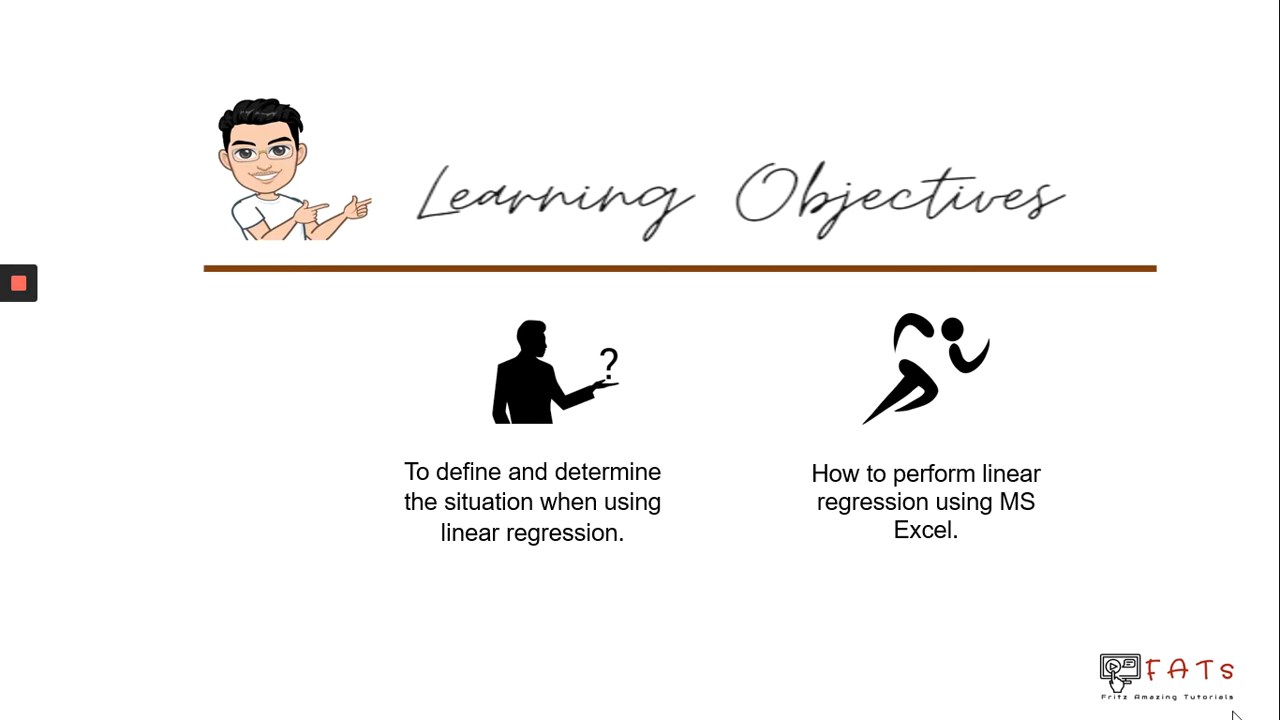 Learning Objectives
?
To define and determine
the situation when using
linear regression.
How to perform linear
regression using MS
Excel.
FATs
Fritz Amazing Tutorials